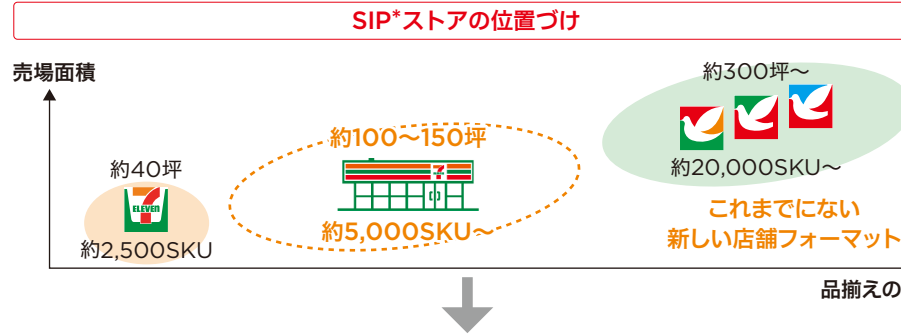 SIP*ストアの位置づけ
売場面積
約300坪～
約100～150坪
約40坪
7
ELEVEn
7
約20,000SKU～
約5,000SKU～
約2,500SKU
これまでにない
新しい店舗フォーマット
品揃えの